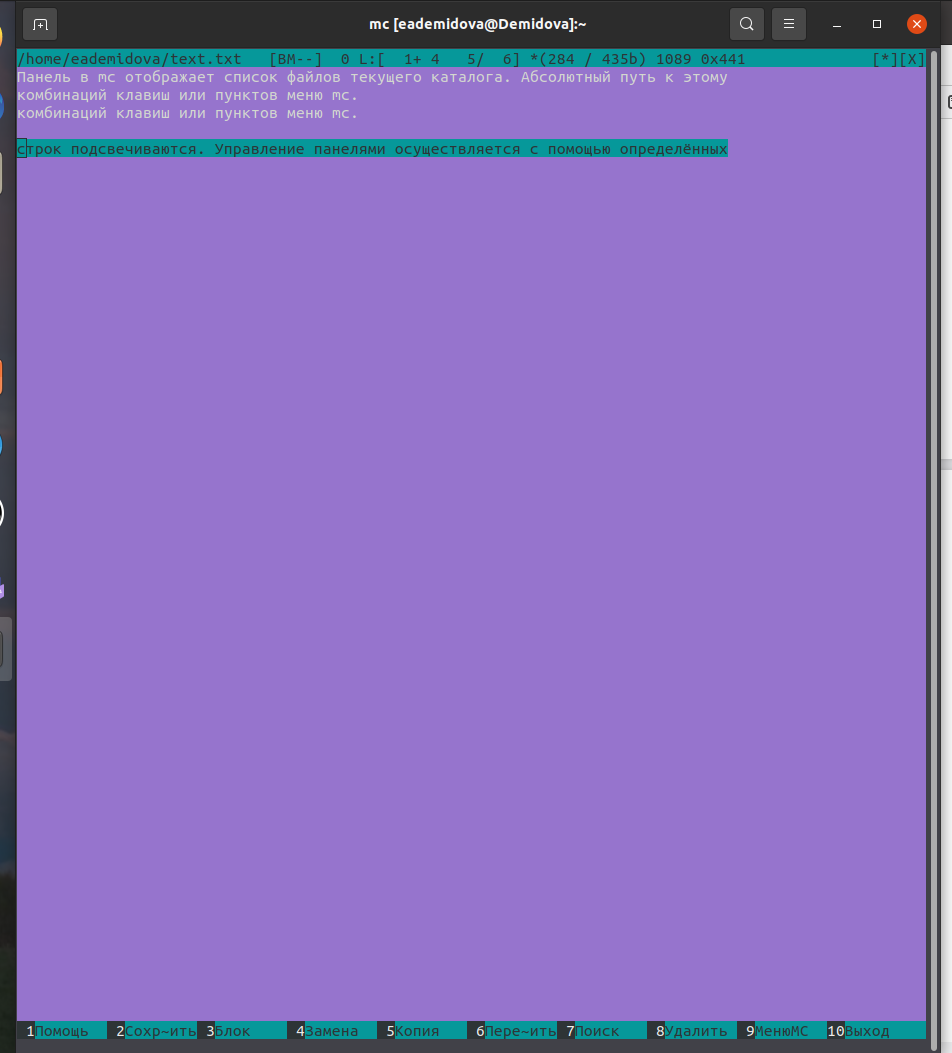 mc [eademidova@Demidova]:~
/home/eademidova/text.txt [BM--] 0 L:[ 1+ 4 5/ 6] *(284 / 435b) 1089 0x441 [*][X]
Панель в mc отображает список файлов текущего каталога. Абсолютный путь к этому
комбинаций клавиш или пунктов меню mc.
комбинаций клавиш или пунктов меню mc.
строк подсвечиваются. Управление панелями осуществляется с помощью определённых
1Помощь 2Сохр~ить 3Блок 4Замена 5Копия 6Пере~ить 7Поиск 8Удалить 9МенюMC 10Выход